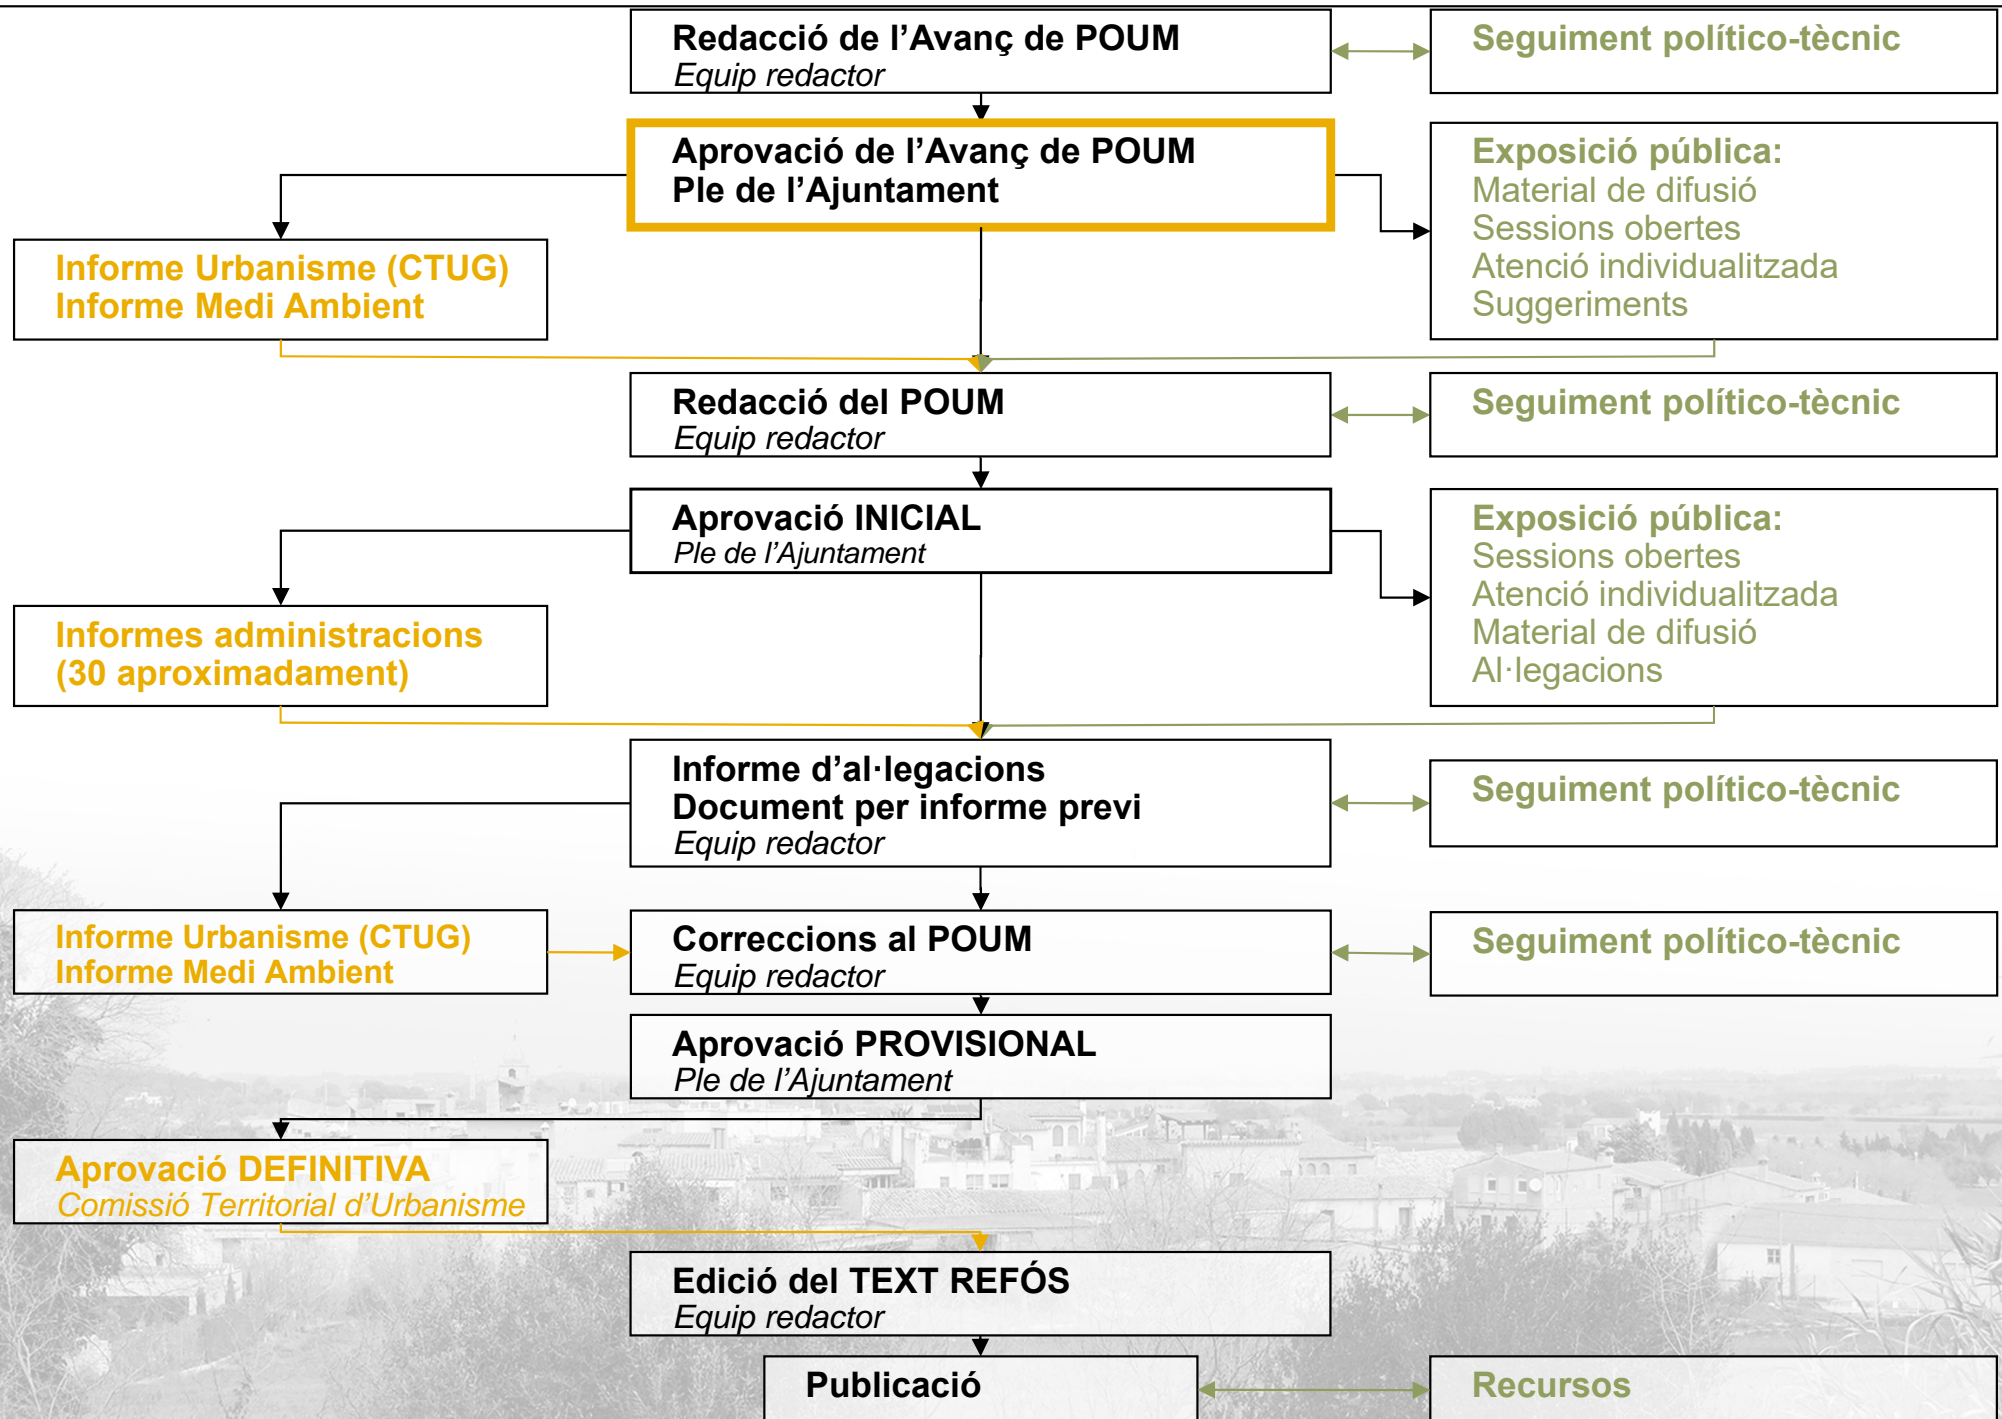 Redacció de l’Avanç de POUM
Equip redactor
Seguiment político-tècnic
Aprovació de l’Avanç de POUM
Ple de l’Ajuntament
Exposició pública:
Material de difusió
Sessions obertes
Atenció individualitzada
Suggeriments
Informe Urbanisme (CTUG)
Informe Medi Ambient
Redacció del POUM
Equip redactor
Seguiment político-tècnic
Aprovació INICIAL
Ple de l’Ajuntament
Exposició pública:
Sessions obertes
Atenció individualitzada
Material de difusió
Al·legacions
Informes administracions
(30 aproximadament)
Informe d’al·legacions
Document per informe previ
Equip redactor
Seguiment político-tècnic
Informe Urbanisme (CTUG)
Informe Medi Ambient
Correccions al POUM
Equip redactor
Seguiment político-tècnic
Aprovació PROVISIONAL
Ple de l’Ajuntament
Aprovació DEFINITIVA
Comissió Territorial d’Urbanisme
Edició del TEXT REFÓS
Equip redactor
Publicació
Recursos